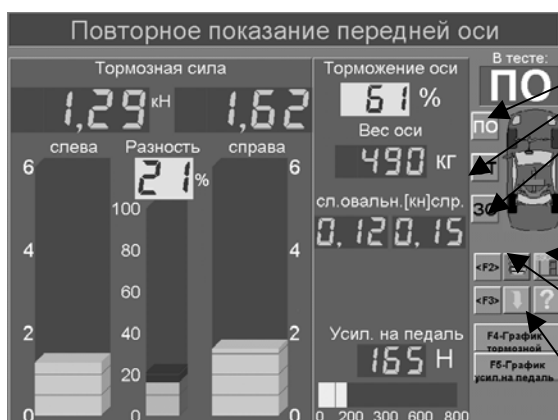 Повторное показание передней оси
Тормозная сила
1,29 кН 1,62
слева Разность справа
21 %
6 6
100
4 80 4
60
2 40 2
20
0 0 0
Торможение оси
61 %
Вес оси
490 кг
сл.овальн.[кн]спр.
0,12 0,15
Усил. на педаль
165 Н
0 200 300 600 800
В тесте:
ПО
ПО
ЗО
<F2>
<F3> ?
F4-График
тормозной
F5-График
усил.на педаль